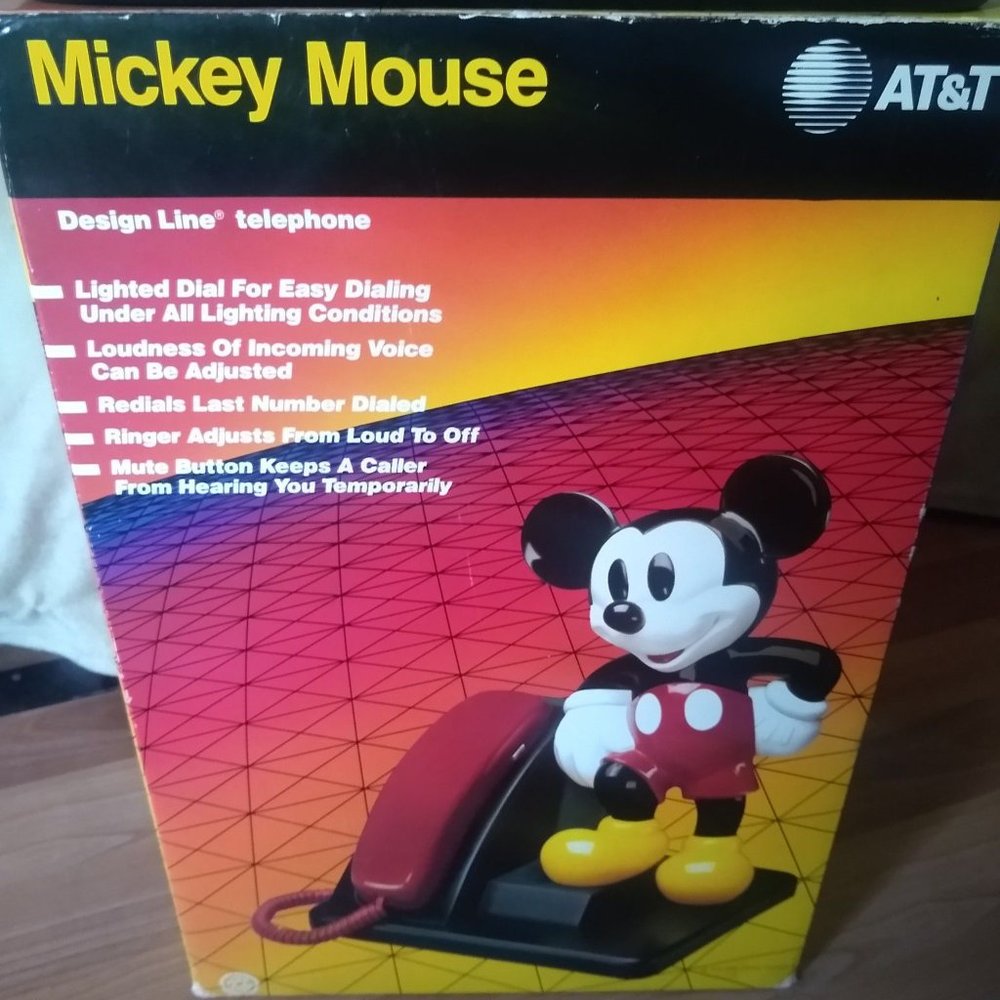 Mickey Mouse
AT&T
Design Line® telephone
Lighted Dial For Easy Dialing
Under All Lighting Conditions
Loudness Of Incoming Voice
Can Be Adjusted
Redials Last Number Dialed
Ringer Adjusts From Loud To Off
Mute Button Keeps A Caller
From Hearing You Temporarily